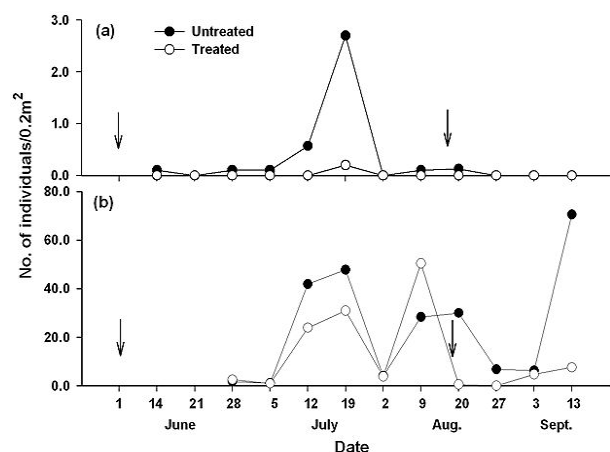 (a)
Untreated
Treated
3.0
2.0
1.0
0.0
No. of individuals/0.2m²
(b)
80.0
60.0
40.0
20.0
0.0
1 14 21 28 5 12 19 2 9 20 27 3 13
June July Aug. Sept.
Date